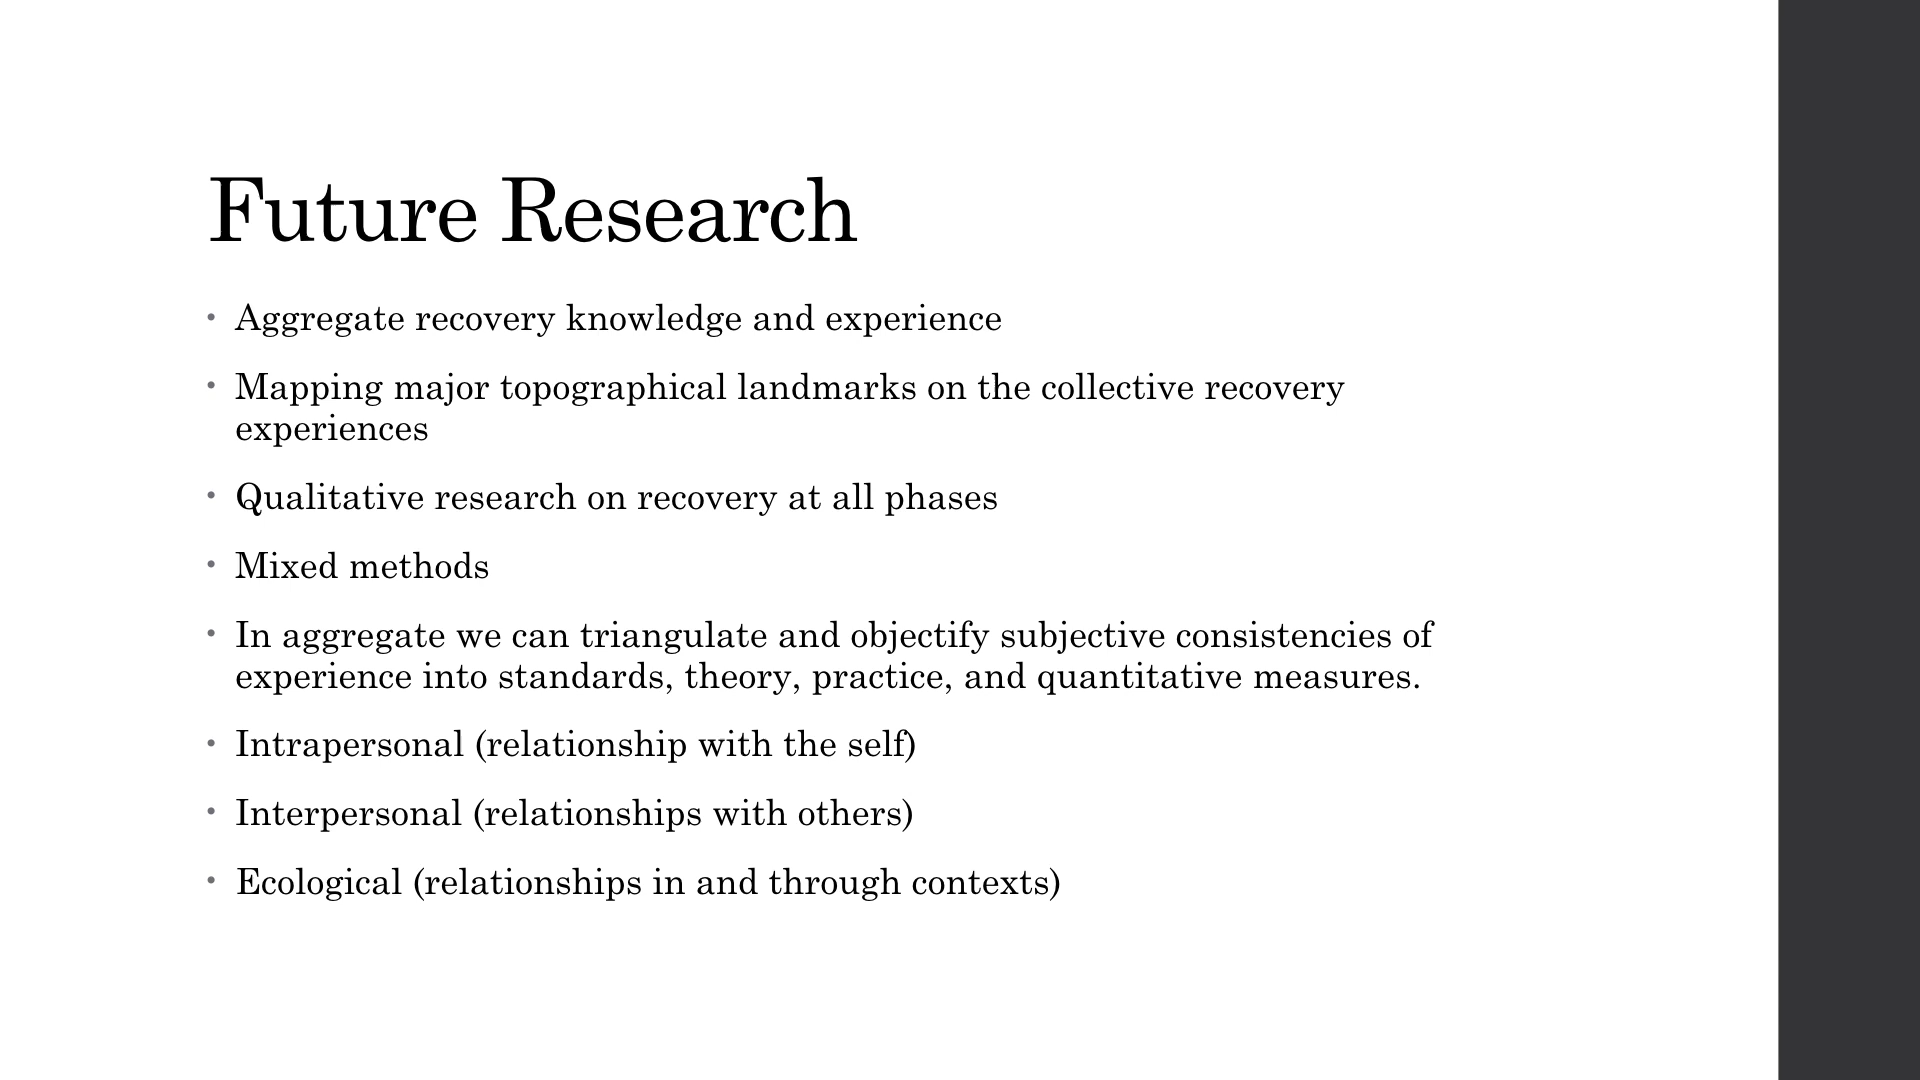 Future Research
• Aggregate recovery knowledge and experience
• Mapping major topographical landmarks on the collective recovery
experiences
• Qualitative research on recovery at all phases
• Mixed methods
• In aggregate we can triangulate and objectify subjective consistencies of
experience into standards, theory, practice, and quantitative measures.
• Intrapersonal (relationship with the self)
• Interpersonal (relationships with others)
• Ecological (relationships in and through contexts)